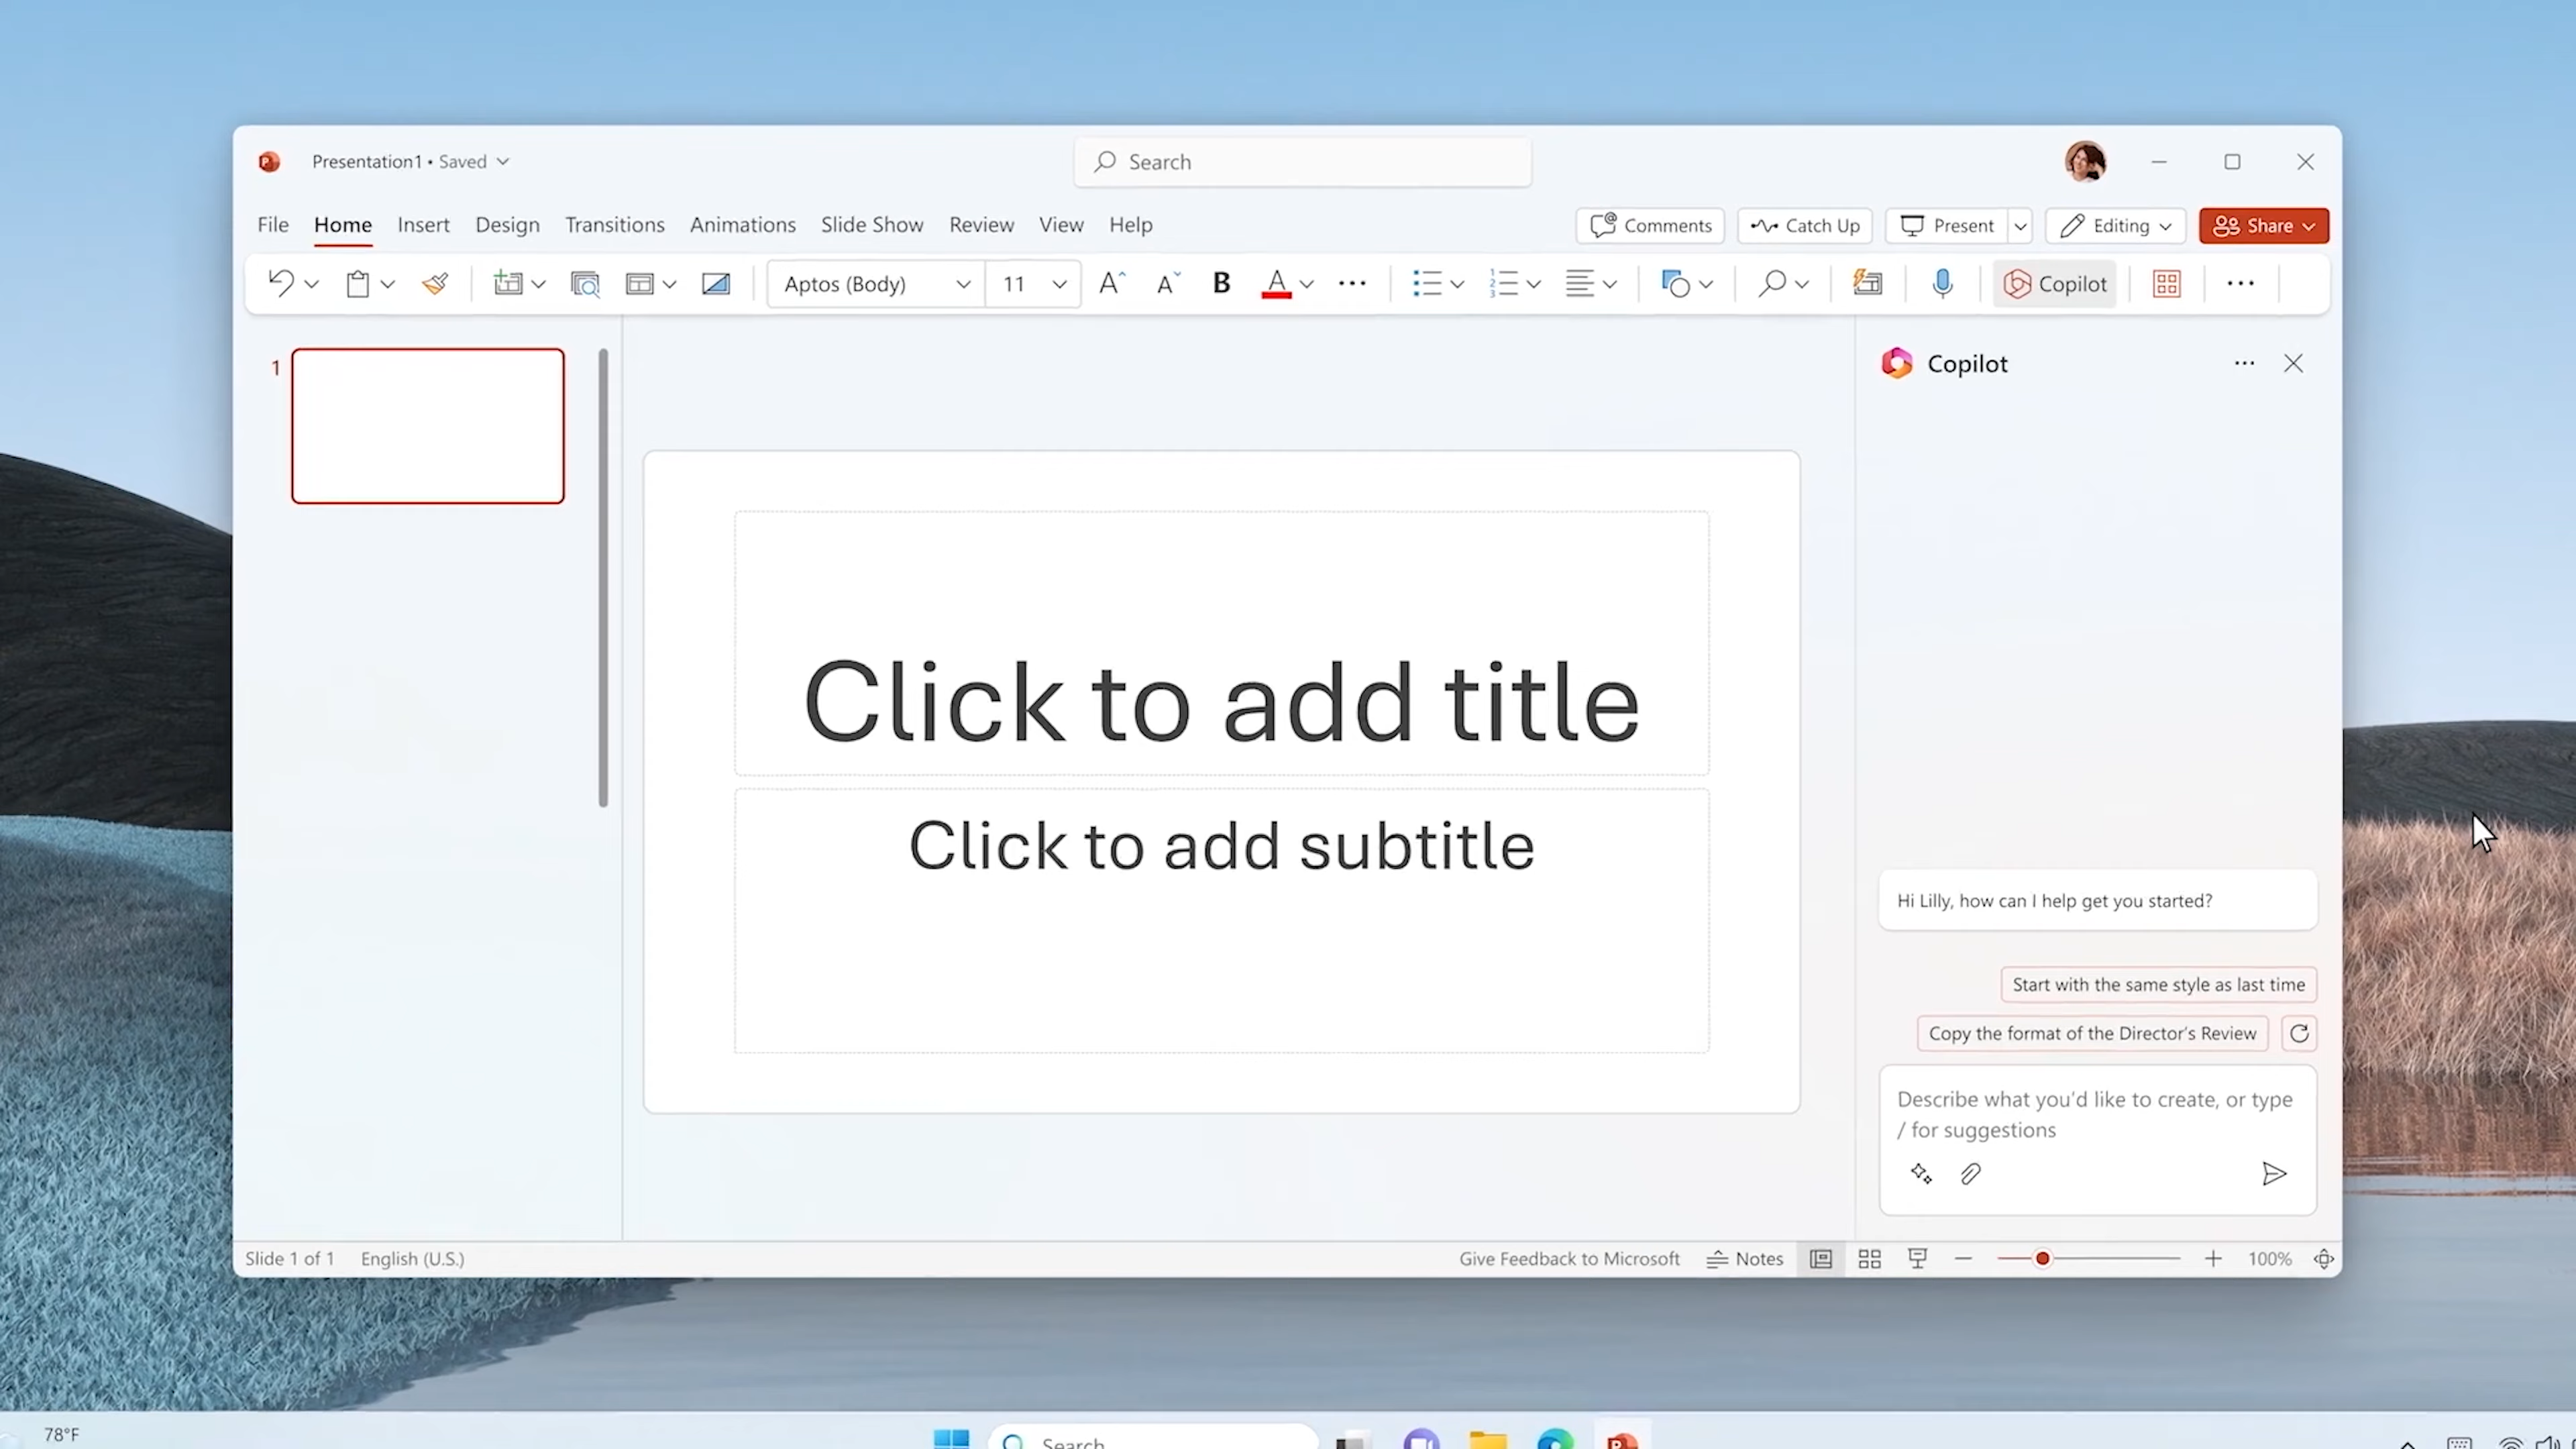 Presentation1 • Saved
Search
File Home Insert Design Transitions Animations Slide Show Review View Help
Comments Catch Up Present Editing Share
Aptos (Body) 11 A A B A Copilot
1
Copilot
Click to add title
Click to add subtitle
Hi Lilly, how can I help get you started?
Start with the same style as last time
Copy the format of the Director's Review
Describe what you'd like to create, or type
/ for suggestions
Slide 1 of 1 English (U.S.) Give Feedback to Microsoft Notes 100%
78°F
Search